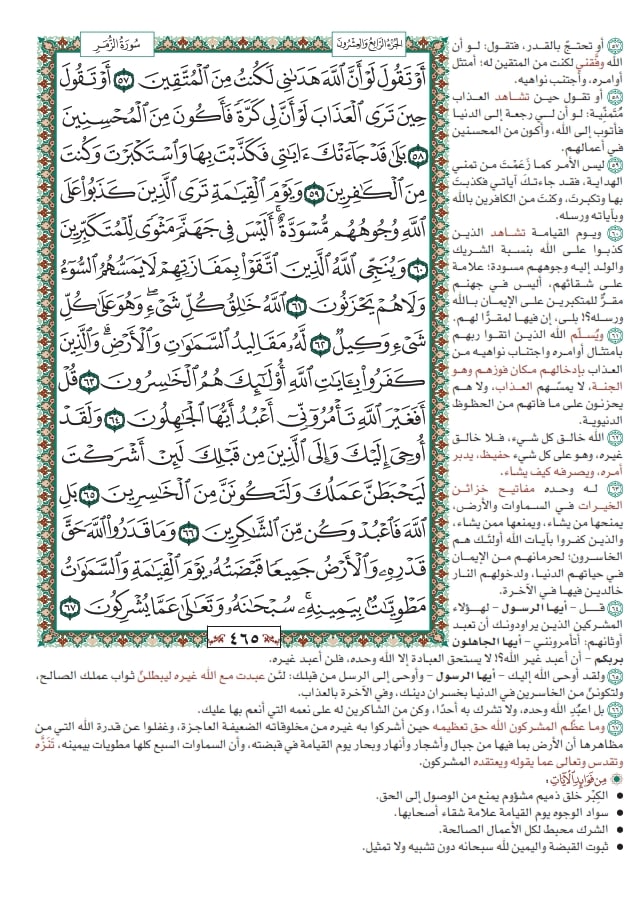 سُورَةُ الزُّمَرِ
الجُزْءُ الرَّابِعُ وَالعِشْرُونَ
أَوْ تَقُولَ لَوْ أَنَّ ٱللَّهَ هَدَىٰنِى لَكُنتُ مِنَ ٱلْمُتَّقِينَ ٥٧ أَوْ تَقُولَ
حِينَ تَرَى ٱلْعَذَابَ لَوْ أَنَّ لِى كَرَّةً فَأَكُونَ مِنَ ٱلْمُحْسِنِينَ
٥٨ بَلَىٰ قَدْ جَآءَتْكَ ءَايَٰتِى فَكَذَّبْتَ بِهَا وَٱسْتَكْبَرْتَ وَكُنتَ
مِنَ ٱلْكَٰفِرِينَ ٥٩ وَيَوْمَ ٱلْقِيَٰمَةِ تَرَى ٱلَّذِينَ كَذَبُوا۟ عَلَى
ٱللَّهِ وُجُوهُهُم مُّسْوَدَّةٌ ۚ أَلَيْسَ فِى جَهَنَّمَ مَثْوًى لِّلْمُتَكَبِّرِينَ
٦٠ وَيُنَجِّى ٱللَّهُ ٱلَّذِينَ ٱتَّقَوْا۟ بِمَفَازَتِهِمْ لَا يَمَسُّهُمُ ٱلسُّوٓءُ
وَلَا هُمْ يَحْزَنُونَ ٦١ ٱللَّهُ خَٰلِقُ كُلِّ شَىْءٍ ۖ وَهُوَ عَلَىٰ كُلِّ
شَىْءٍ وَكِيلٌ ٦٢ لَّهُۥ مَقَالِيدُ ٱلسَّمَٰوَٰتِ وَٱلْأَرْضِ ۗ وَٱلَّذِينَ
كَفَرُوا۟ بِـَٔايَٰتِ ٱللَّهِ أُو۟لَٰٓئِكَ هُمُ ٱلْخَٰسِرُونَ ٦٣ قُلْ
أَفَغَيْرَ ٱللَّهِ تَأْمُرُوٓنِّىٓ أَعْبُدُ أَيُّهَا ٱلْجَٰهِلُونَ ٦٤ وَلَقَدْ
أُوحِىَ إِلَيْكَ وَإِلَى ٱلَّذِينَ مِن قَبْلِكَ لَئِنْ أَشْرَكْتَ
لَيَحْبَطَنَّ عَمَلُكَ وَلَتَكُونَنَّ مِنَ ٱلْخَٰسِرِينَ ٦٥ بَلِ
ٱللَّهَ فَٱعْبُدْ وَكُن مِّنَ ٱلشَّٰكِرِينَ ٦٦ وَمَا قَدَرُوا۟ ٱللَّهَ حَقَّ
قَدْرِهِۦ وَٱلْأَرْضُ جَمِيعًا قَبْضَتُهُۥ يَوْمَ ٱلْقِيَٰمَةِ وَٱلسَّمَٰوَٰتُ
مَطْوِيَّٰتٌۢ بِيَمِينِهِۦ ۚ سُبْحَٰنَهُۥ وَتَعَٰلَىٰ عَمَّا يُشْرِكُونَ ٦٧
٤٦٥
٥٧ أو تحتجّ بالقدر، فتقول: لو أن
الله وفَّقني لكنت من المتقين له: أمتثل
أوامره، وأجتنب نواهيه.
٥٨ أو تقول حين تشاهد العذاب
مُتَمنِّية: لو أن لي رجعة إلى الدنيا
فأتوب إلى الله، وأكون من المحسنين
في أعمالهم.
٥٩ ليس الأمر كما زَعَمْتَ من تمني
الهداية، فقد جاءتك آياتي فكذبتَ
بها وتكبرتَ، وكنتَ من الكافرين بالله
وبآياته ورسله.
٦٠ ويوم القيامة تشاهد الذين
كذبوا على الله بنسبة الشريك
والولد إليه وجوههم مسودة؛ علامة
على شقائهم، أليس في جهنم
مقرٌّ للمتكبرين على الإيمان بالله
ورسله؟! بلى، إن فيها لمقرًّا لهم.
٦١ ويُسلِّم الله الذين اتقوا ربهم
بامتثال أوامره واجتناب نواهيه من
العذاب بإدخالهم مكان فوزهم وهو
الجنة، لا يمسّهم العذاب، ولا هم
يحزنون على ما فاتهم من الحظوظ
الدنيوية.
٦٢ الله خالق كل شيء، فلا خالق
غيره، وهو على كل شيء حفيظ، يدبر
أمره، ويصرفه كيف يشاء.
٦٣ له وحده مفاتيح خزائن
الخيرات في السماوات والأرض،
يمنحها من يشاء، ويمنعها ممن يشاء،
والذين كفروا بآيات الله أولئك هم
الخاسرون؛ لحرمانهم من الإيمان
في حياتهم الدنيا، ولدخولهم النار
خالدين فيها في الآخرة.
٦٤ قل - أيها الرسول - لهؤلاء
المشركين الذين يراودونك أن تعبد
أوثانهم: أتأمرونني - أيها الجاهلون
بربكم - أن أعبد غير الله؟! لا يستحق العبادة إلا الله وحده، فلن أعبد غيره.
٦٥ ولقد أوحى الله إليك - أيها الرسول - وأوحى إلى الرسل من قبلك: لئن عبدت مع الله غيره ليبطلنّ ثواب عملك الصالح،
ولتكوننّ من الخاسرين في الدنيا بخسران دينك، وفي الآخرة بالعذاب.
٦٦ بل اعبُدِ الله وحده، ولا تشرك به أحدًا، وكن من الشاكرين له على نعمه التي أنعم بها عليك.
٦٧ وما عظَّم المشركون الله حق تعظيمه حين أشركوا به غيره من مخلوقاته الضعيفة العاجزة، وغفلوا عن قدرة الله التي من
مظاهرها أن الأرض بما فيها من جبال وأشجار وأنهار وبحار يوم القيامة في قبضته، وأن السماوات السبع كلها مطويات بيمينه، تَنَزَّه
وتقدس وتعالى عما يقوله ويعتقده المشركون.
مِن فَوَائِدِ الآيَاتِ:
• الكِبْر خلق ذميم مشؤوم يمنع من الوصول إلى الحق.
• سواد الوجوه يوم القيامة علامة شقاء أصحابها.
• الشرك محبط لكل الأعمال الصالحة.
• ثبوت القبضة واليمين لله سبحانه دون تشبيه ولا تمثيل.